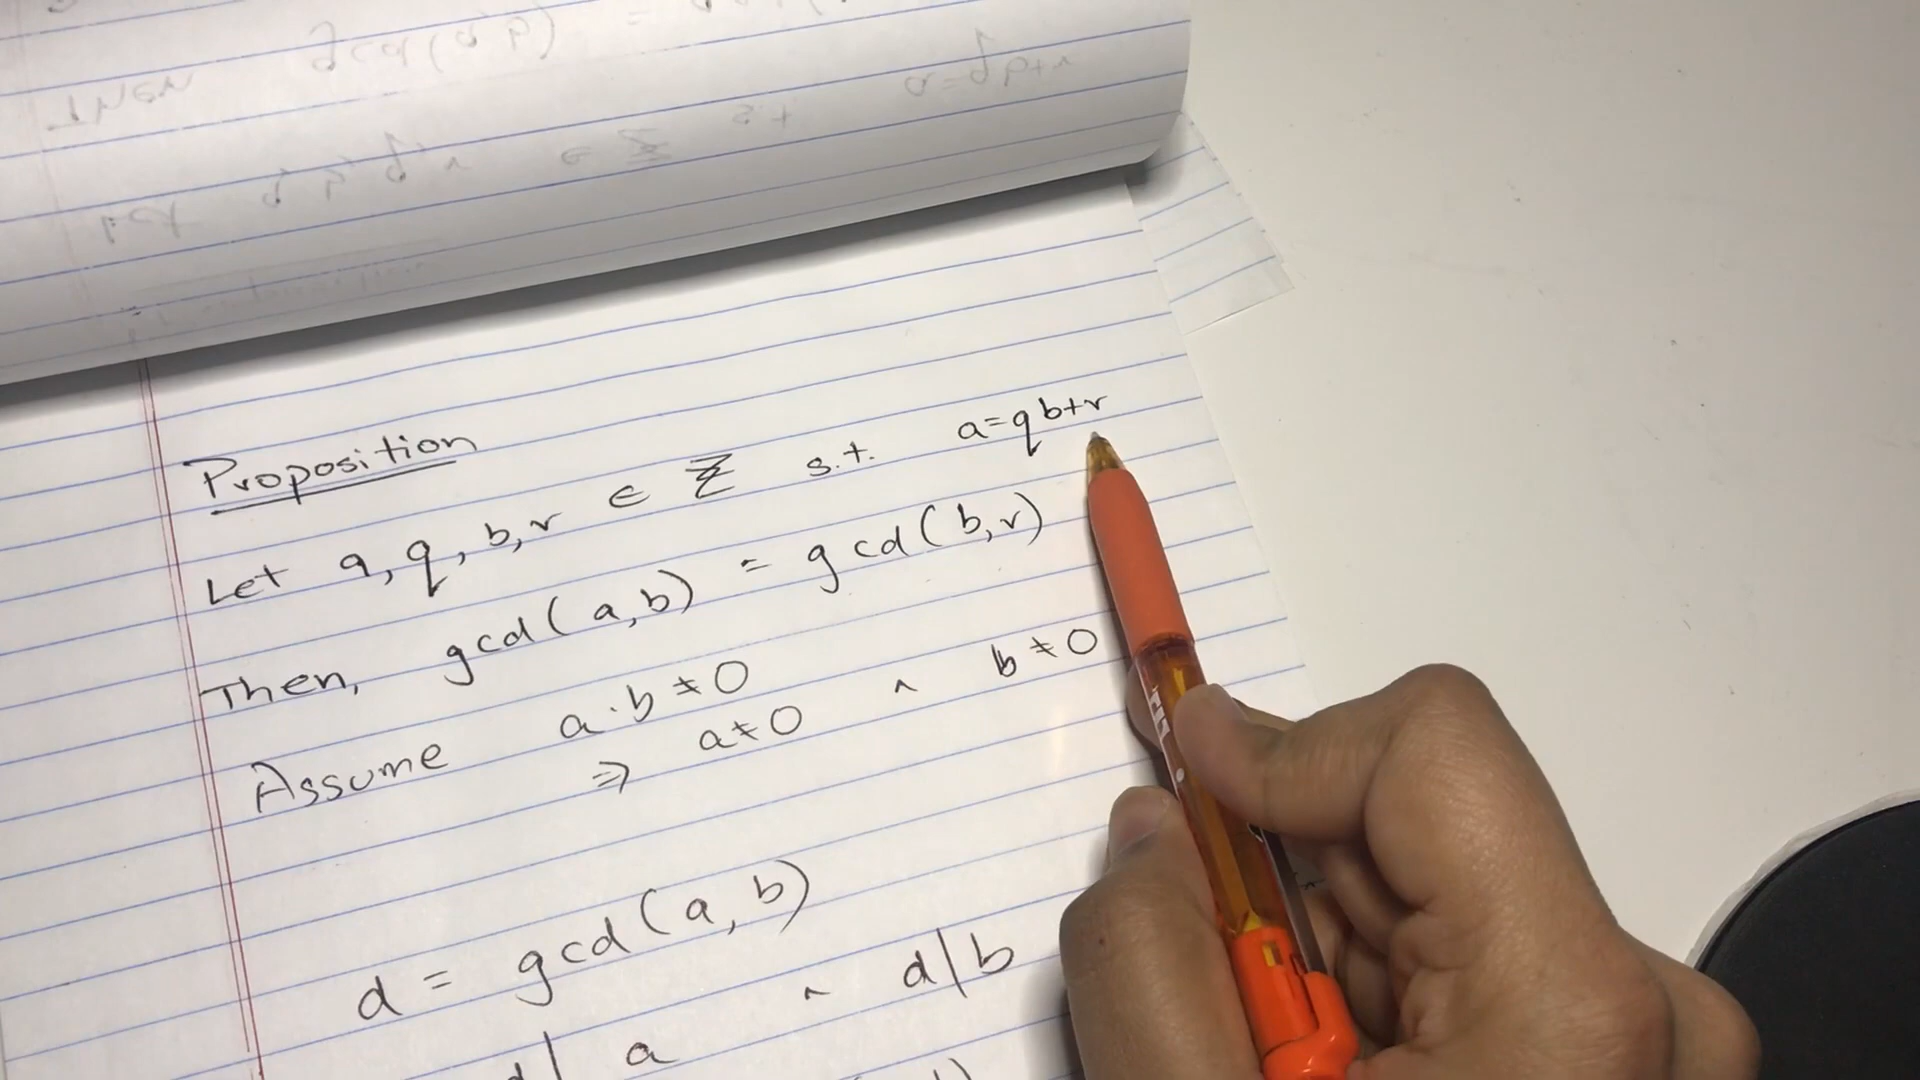 Proposition
Let a, q, b, r ∈ ℤ s.t. a=qb+r
Then, gcd(a,b) = gcd(b,r)
Assume a·b≠0
⇒ a≠0 ^ b≠0
d = gcd(a,b)
d| a ^ d|b